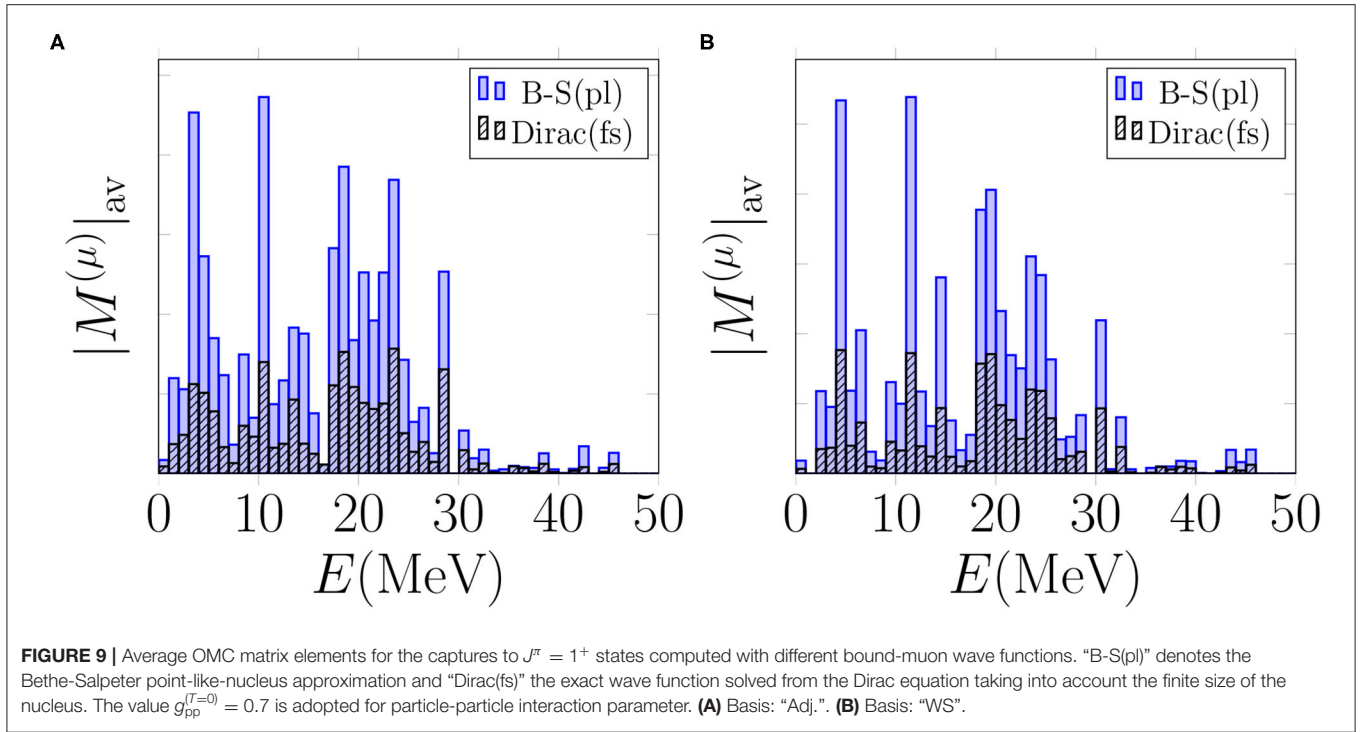 A
B-S(pl)
Dirac(fs)
|M^(μ)|_av
0 10 20 30 40 50
E(MeV)
B
B-S(pl)
Dirac(fs)
|M^(μ)|_av
0 10 20 30 40 50
E(MeV)
FIGURE 9 | Average OMC matrix elements for the captures to J^π = 1^+ states computed with different bound-muon wave functions. “B-S(pl)” denotes the
Bethe-Salpeter point-like-nucleus approximation and “Dirac(fs)” the exact wave function solved from the Dirac equation taking into account the finite size of the
nucleus. The value g_pp^(T=0) = 0.7 is adopted for particle-particle interaction parameter. (A) Basis: “Adj.”. (B) Basis: “WS”.